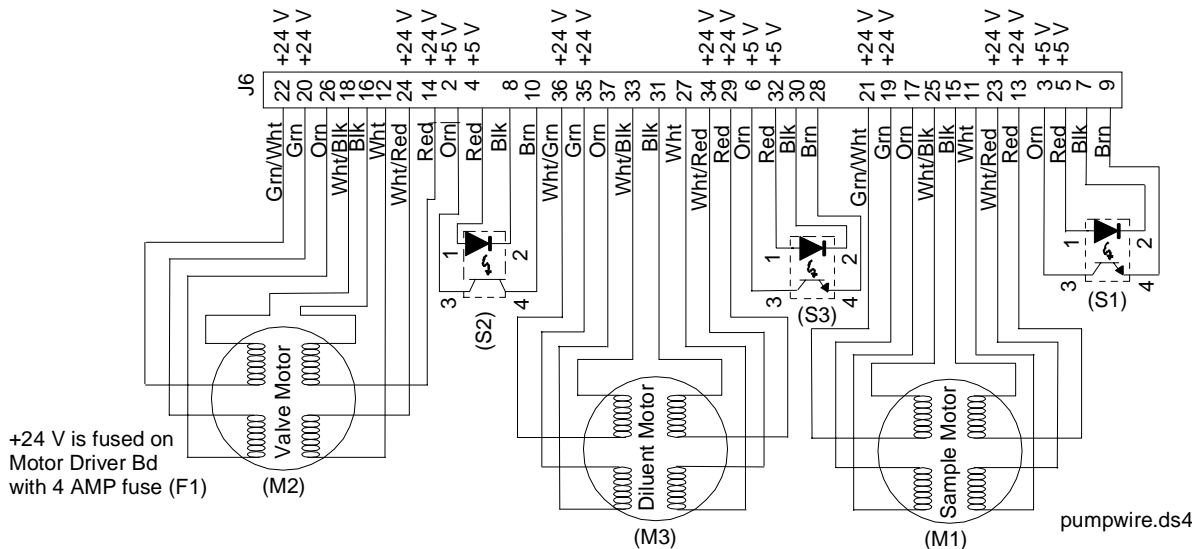 +24 V +24 V +24 V +24 V +5 V +5 V +24 V +24 V +24 V +24 V +5 V +5 V +24 V +24 V +24 V +24 V +5 V +5 V
J6 22 20 26 18 16 12 24 14 2 4 8 10 36 35 37 33 31 27 34 29 6 32 30 28 21 19 17 25 15 11 23 13 3 5 7 9
Grn/Wht Grn Orn Wht/Blk Blk Wht Wht/Red Red Orn Red Blk Brn Wht/Grn Grn Orn Wht/Blk Blk Wht Wht/Red Red Orn Red Blk Brn Grn/Wht Grn Orn Wht/Blk Blk Wht Wht/Red Red Orn Red Blk Brn
1 2
3 4
(S2)
1 2
3 4
(S3)
1 2
3 4
(S1)
Valve Motor
(M2)
Diluent Motor
(M3)
Sample Motor
(M1)
+24 V is fused on
Motor Driver Bd
with 4 AMP fuse (F1)
pumpwire.ds4